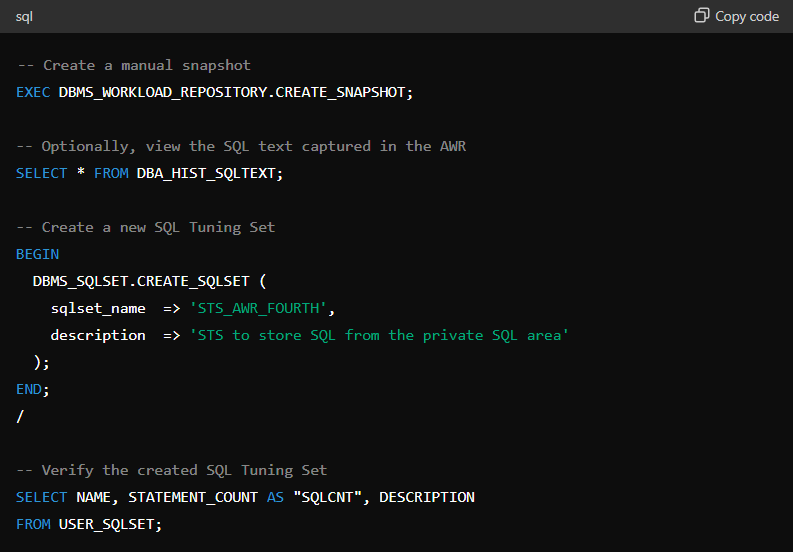 sql
Copy code
-- Create a manual snapshot
EXEC DBMS_WORKLOAD_REPOSITORY.CREATE_SNAPSHOT;
-- Optionally, view the SQL text captured in the AWR
SELECT * FROM DBA_HIST_SQLTEXT;
-- Create a new SQL Tuning Set
BEGIN
  DBMS_SQLSET.CREATE_SQLSET (
    sqlset_name  => 'STS_AWR_FOURTH',
    description  => 'STS to store SQL from the private SQL area'
  );
END;
/
-- Verify the created SQL Tuning Set
SELECT NAME, STATEMENT_COUNT AS "SQLCNT", DESCRIPTION
FROM USER_SQLSET;